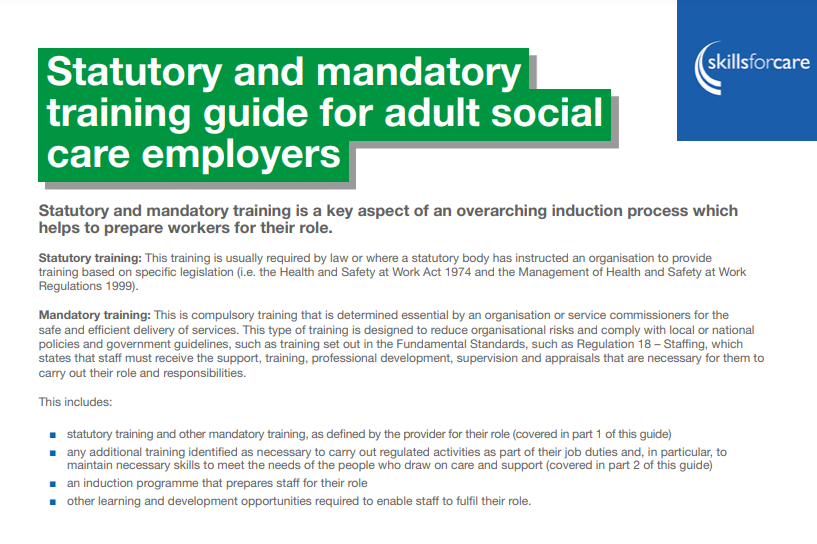 Statutory and mandatory
training guide for adult social
care employers
skillsforcare
Statutory and mandatory training is a key aspect of an overarching induction process which
helps to prepare workers for their role.
Statutory training: This training is usually required by law or where a statutory body has instructed an organisation to provide
training based on specific legislation (i.e. the Health and Safety at Work Act 1974 and the Management of Health and Safety at Work
Regulations 1999).
Mandatory training: This is compulsory training that is determined essential by an organisation or service commissioners for the
safe and efficient delivery of services. This type of training is designed to reduce organisational risks and comply with local or national
policies and government guidelines, such as training set out in the Fundamental Standards, such as Regulation 18 – Staffing, which
states that staff must receive the support, training, professional development, supervision and appraisals that are necessary for them to
carry out their role and responsibilities.
This includes:
■ statutory training and other mandatory training, as defined by the provider for their role (covered in part 1 of this guide)
■ any additional training identified as necessary to carry out regulated activities as part of their job duties and, in particular, to
maintain necessary skills to meet the needs of the people who draw on care and support (covered in part 2 of this guide)
■ an induction programme that prepares staff for their role
■ other learning and development opportunities required to enable staff to fulfil their role.